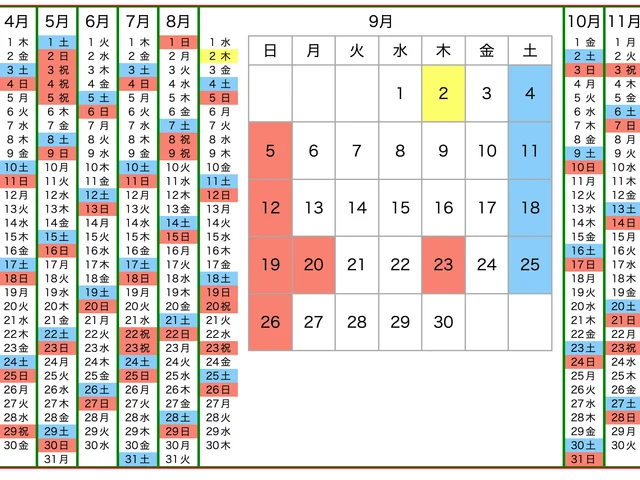 4月
1 木
2 金
3 土
4 日
5 月
6 火
7 水
8 木
9 金
10 土
11 日
12 月
13 火
14 水
15 木
16 金
17 土
18 日
19 月
20 火
21 水
22 木
23 金
24 土
25 日
26 月
27 火
28 水
29 祝
30 金
5月
1 土
2 日
3 祝
4 祝
5 祝
6 木
7 金
8 土
9 日
10 月
11 火
12 水
13 木
14 金
15 土
16 日
17 月
18 火
19 水
20 木
21 金
22 土
23 日
24 月
25 火
26 水
27 木
28 金
29 土
30 日
31 月
6月
1 火
2 水
3 木
4 金
5 土
6 日
7 月
8 火
9 水
10 木
11 金
12 土
13 日
14 月
15 火
16 水
17 木
18 金
19 土
20 日
21 月
22 火
23 水
24 木
25 金
26 土
27 日
28 月
29 火
30 水
7月
1 木
2 金
3 土
4 日
5 月
6 火
7 水
8 木
9 金
10 土
11 日
12 月
13 火
14 水
15 木
16 金
17 土
18 日
19 月
20 火
21 水
22 祝
23 祝
24 土
25 日
26 月
27 火
28 水
29 木
30 金
31 土
8月
1 日
2 月
3 火
4 水
5 木
6 金
7 土
8 祝
9 祝
10 火
11 水
12 木
13 金
14 土
15 日
16 月
17 火
18 水
19 木
20 金
21 土
22 日
23 月
24 火
25 水
26 木
27 金
28 土
29 日
30 月
31 火
9月
1 水
2 木
3 金
4 土
5 日
6 月
7 火
8 水
9 木
10 金
11 土
12 日
13 月
14 火
15 水
16 木
17 金
18 土
19 日
20 祝
21 火
22 水
23 祝
24 金
25 土
26 日
27 月
28 火
29 水
30 木
日 月 火 水 木 金 土
1 2 3 4
5 6 7 8 9 10 11
12 13 14 15 16 17 18
19 20 21 22 23 24 25
26 27 28 29 30
10月
1 金
2 土
3 日
4 月
5 火
6 水
7 木
8 金
9 土
10 日
11 月
12 火
13 水
14 木
15 金
16 土
17 日
18 月
19 火
20 水
21 木
22 金
23 土
24 日
25 月
26 火
27 水
28 木
29 金
30 土
31 日
11月
1 月
2 火
3 祝
4 木
5 金
6 土
7 日
8 月
9 火
10 水
11 木
12 金
13 土
14 日
15 月
16 火
17 水
18 木
19 金
20 土
21 日
22 月
23 祝
24 水
25 木
26 金
27 土
28 日
29 月
30 火